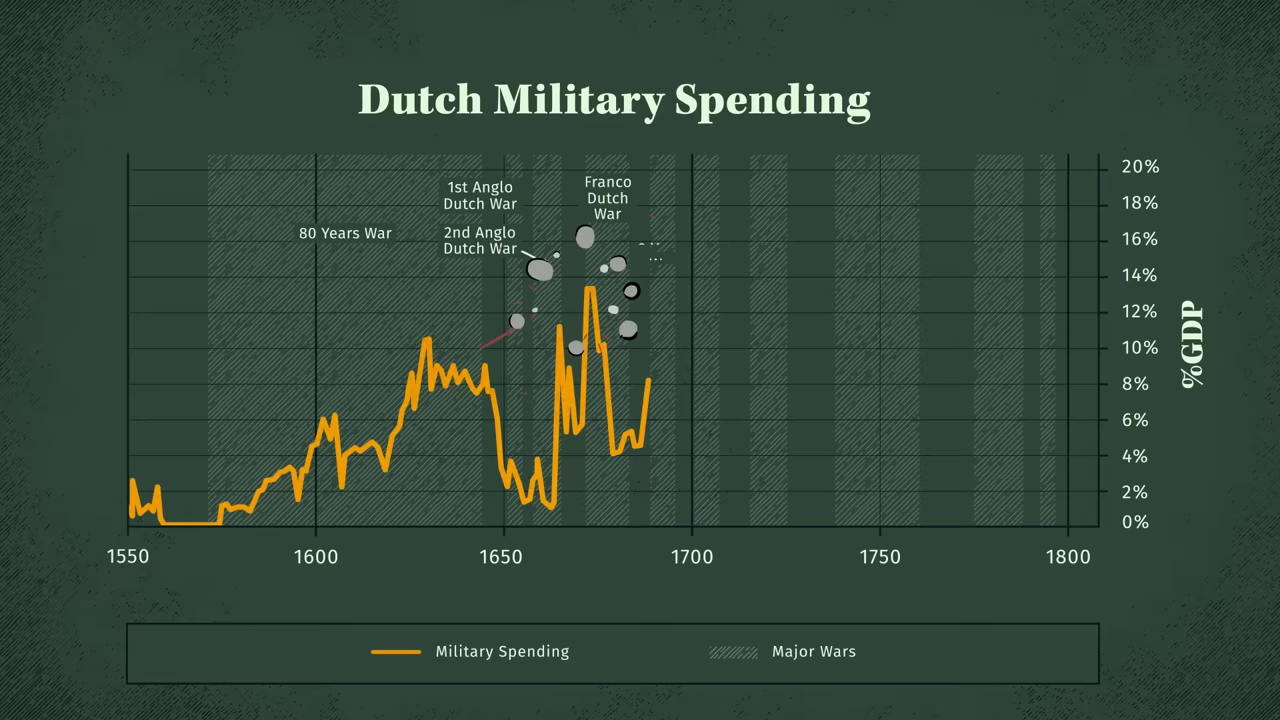 Dutch Military Spending
1st Anglo
Dutch War
Franco
Dutch
War
80 Years War
2nd Anglo
Dutch War
20%
18%
16%
14%
12%
10%
8%
6%
4%
2%
0%
%GDP
1550
1600
1650
1700
1750
1800
Military Spending
Major Wars